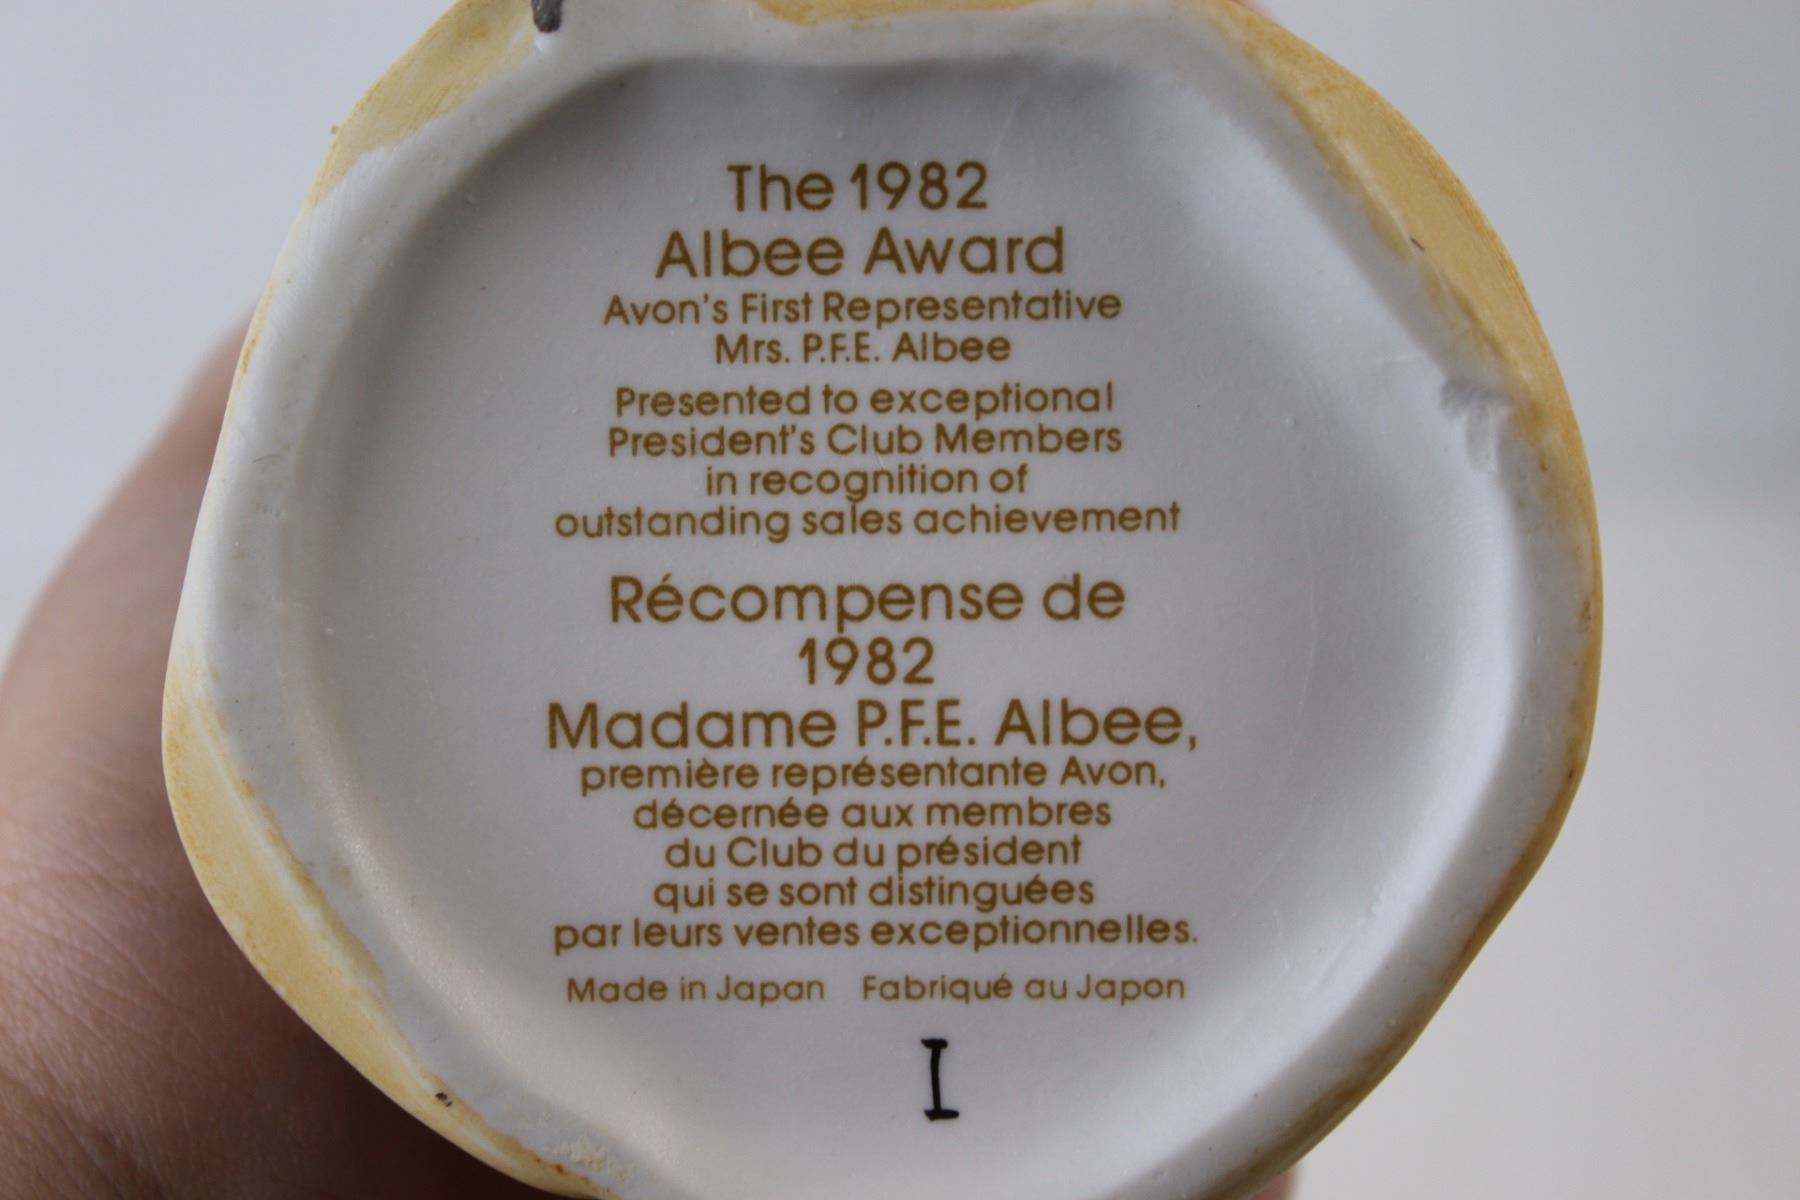 The 1982
Albee Award
Avon's First Representative
Mrs. P.F.E. Albee
Presented to exceptional
President's Club Members
in recognition of
outstanding sales achievement
Récompense de
1982
Madame P.F.E. Albee,
première représentante Avon,
décernée aux membres
du Club du président
qui se sont distinguées
par leurs ventes exceptionnelles.
Made in Japan Fabriqué au Japon
I